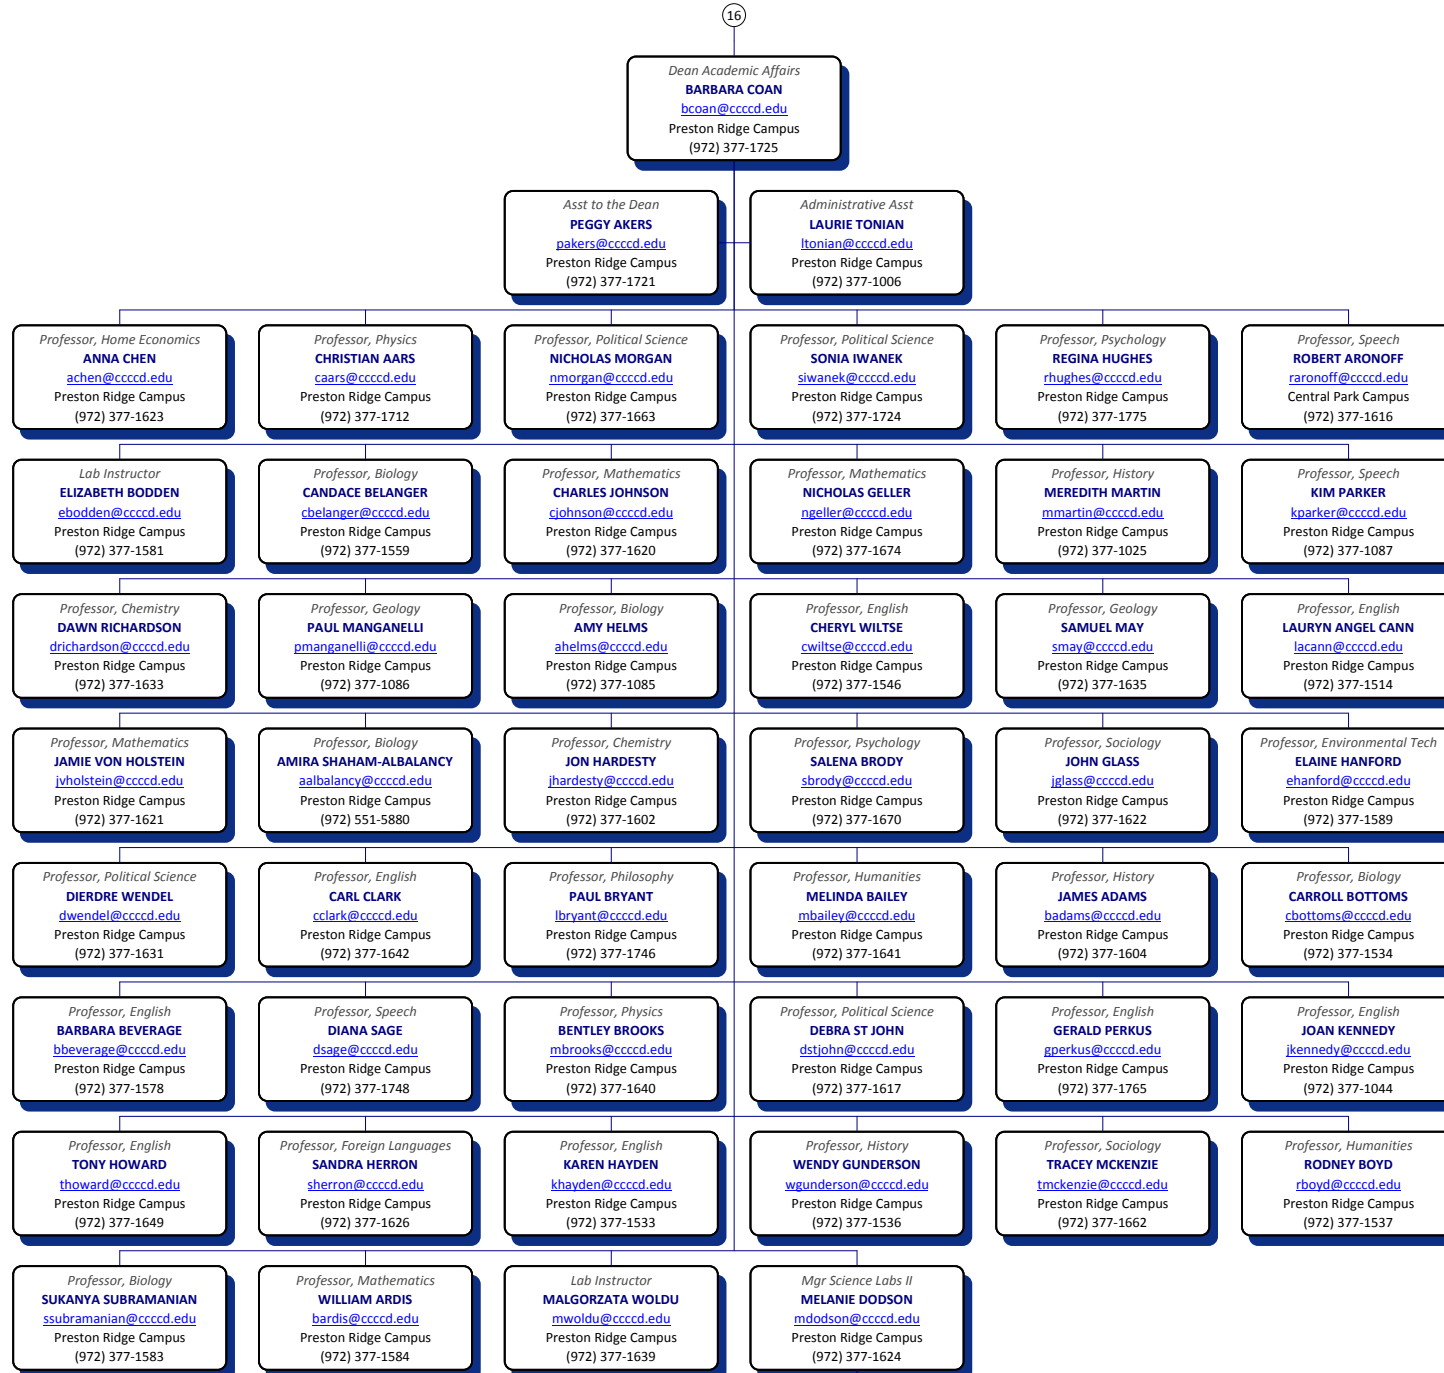 16
Dean Academic Affairs
BARBARA COAN
bcoan@ccccd.edu
Preston Ridge Campus
(972) 377-1725
Asst to the Dean
PEGGY AKERS
pakers@ccccd.edu
Preston Ridge Campus
(972) 377-1721
Administrative Asst
LAURIE TONIAN
ltonian@ccccd.edu
Preston Ridge Campus
(972) 377-1006
Professor, Home Economics
ANNA CHEN
achen@ccccd.edu
Preston Ridge Campus
(972) 377-1623
Professor, Physics
CHRISTIAN AARS
caars@ccccd.edu
Preston Ridge Campus
(972) 377-1712
Professor, Political Science
NICHOLAS MORGAN
nmorgan@ccccd.edu
Preston Ridge Campus
(972) 377-1663
Professor, Political Science
SONIA IWANEK
siwanek@ccccd.edu
Preston Ridge Campus
(972) 377-1724
Professor, Psychology
REGINA HUGHES
rhughes@ccccd.edu
Preston Ridge Campus
(972) 377-1775
Professor, Speech
ROBERT ARONOFF
raronoff@ccccd.edu
Central Park Campus
(972) 377-1616
Lab Instructor
ELIZABETH BODDEN
ebodden@ccccd.edu
Preston Ridge Campus
(972) 377-1581
Professor, Biology
CANDACE BELANGER
cbelanger@ccccd.edu
Preston Ridge Campus
(972) 377-1559
Professor, Mathematics
CHARLES JOHNSON
cjohnson@ccccd.edu
Preston Ridge Campus
(972) 377-1620
Professor, Mathematics
NICHOLAS GELLER
ngeller@ccccd.edu
Preston Ridge Campus
(972) 377-1674
Professor, History
MEREDITH MARTIN
mmartin@ccccd.edu
Preston Ridge Campus
(972) 377-1025
Professor, Speech
KIM PARKER
kparker@ccccd.edu
Preston Ridge Campus
(972) 377-1087
Professor, Chemistry
DAWN RICHARDSON
drichardson@ccccd.edu
Preston Ridge Campus
(972) 377-1633
Professor, Geology
PAUL MANGANELLI
pmanganelli@ccccd.edu
Preston Ridge Campus
(972) 377-1086
Professor, Biology
AMY HELMS
ahelms@ccccd.edu
Preston Ridge Campus
(972) 377-1085
Professor, English
CHERYL WILTSE
cwiltse@ccccd.edu
Preston Ridge Campus
(972) 377-1546
Professor, Geology
SAMUEL MAY
smay@ccccd.edu
Preston Ridge Campus
(972) 377-1635
Professor, English
LAURYN ANGEL CANN
lacann@ccccd.edu
Preston Ridge Campus
(972) 377-1514
Professor, Mathematics
JAMIE VON HOLSTEIN
jvholstein@ccccd.edu
Preston Ridge Campus
(972) 377-1621
Professor, Biology
AMIRA SHAHAM-ALBALANCY
aalbalancy@ccccd.edu
Preston Ridge Campus
(972) 551-5880
Professor, Chemistry
JON HARDESTY
jhardesty@ccccd.edu
Preston Ridge Campus
(972) 377-1602
Professor, Psychology
SALENA BRODY
sbrody@ccccd.edu
Preston Ridge Campus
(972) 377-1670
Professor, Sociology
JOHN GLASS
jglass@ccccd.edu
Preston Ridge Campus
(972) 377-1622
Professor, Environmental Tech
ELAINE HANFORD
ehanford@ccccd.edu
Preston Ridge Campus
(972) 377-1589
Professor, Political Science
DIERDRE WENDEL
dwendel@ccccd.edu
Preston Ridge Campus
(972) 377-1631
Professor, English
CARL CLARK
cclark@ccccd.edu
Preston Ridge Campus
(972) 377-1642
Professor, Philosophy
PAUL BRYANT
lbryant@ccccd.edu
Preston Ridge Campus
(972) 377-1746
Professor, Humanities
MELINDA BAILEY
mbailey@ccccd.edu
Preston Ridge Campus
(972) 377-1641
Professor, History
JAMES ADAMS
badams@ccccd.edu
Preston Ridge Campus
(972) 377-1604
Professor, Biology
CARROLL BOTTOMS
cbottoms@ccccd.edu
Preston Ridge Campus
(972) 377-1534
Professor, English
BARBARA BEVERAGE
bbeverage@ccccd.edu
Preston Ridge Campus
(972) 377-1578
Professor, Speech
DIANA SAGE
dsage@ccccd.edu
Preston Ridge Campus
(972) 377-1748
Professor, Physics
BENTLEY BROOKS
mbrooks@ccccd.edu
Preston Ridge Campus
(972) 377-1640
Professor, Political Science
DEBRA ST JOHN
dstjohn@ccccd.edu
Preston Ridge Campus
(972) 377-1617
Professor, English
GERALD PERKUS
gperkus@ccccd.edu
Preston Ridge Campus
(972) 377-1765
Professor, English
JOAN KENNEDY
jkennedy@ccccd.edu
Preston Ridge Campus
(972) 377-1044
Professor, English
TONY HOWARD
thoward@ccccd.edu
Preston Ridge Campus
(972) 377-1649
Professor, Foreign Languages
SANDRA HERRON
sherron@ccccd.edu
Preston Ridge Campus
(972) 377-1626
Professor, English
KAREN HAYDEN
khayden@ccccd.edu
Preston Ridge Campus
(972) 377-1533
Professor, History
WENDY GUNDERSON
wgunderson@ccccd.edu
Preston Ridge Campus
(972) 377-1536
Professor, Sociology
TRACEY MCKENZIE
tmckenzie@ccccd.edu
Preston Ridge Campus
(972) 377-1662
Professor, Humanities
RODNEY BOYD
rboyd@ccccd.edu
Preston Ridge Campus
(972) 377-1537
Professor, Biology
SUKANYA SUBRAMANIAN
ssubramanian@ccccd.edu
Preston Ridge Campus
(972) 377-1583
Professor, Mathematics
WILLIAM ARDIS
bardis@ccccd.edu
Preston Ridge Campus
(972) 377-1584
Lab Instructor
MALGORZATA WOLDU
mwoldu@ccccd.edu
Preston Ridge Campus
(972) 377-1639
Mgr Science Labs II
MELANIE DODSON
mdodson@ccccd.edu
Preston Ridge Campus
(972) 377-1624